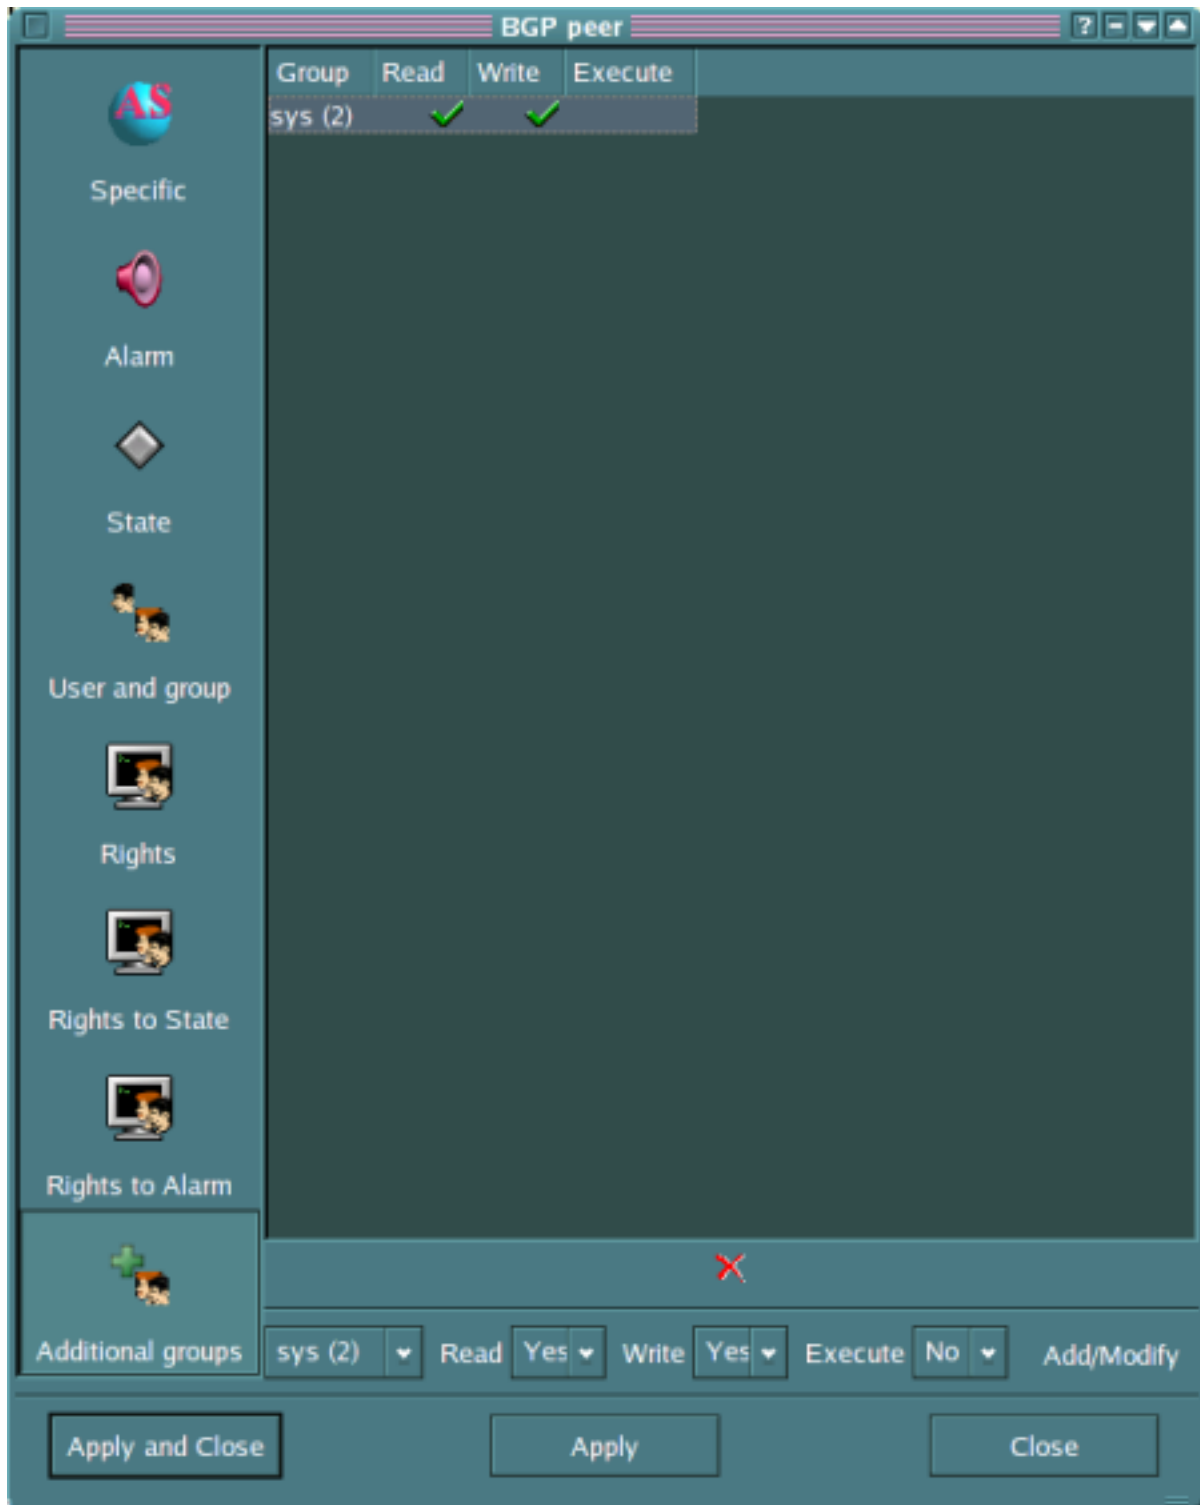 BGP peer
?
Group Read Write Execute
sys (2)
AS
Specific
Alarm
State
User and group
Rights
Rights to State
Rights to Alarm
Additional groups
sys (2) Read Yes Write Yes Execute No Add/Modify
Apply and Close Apply Close